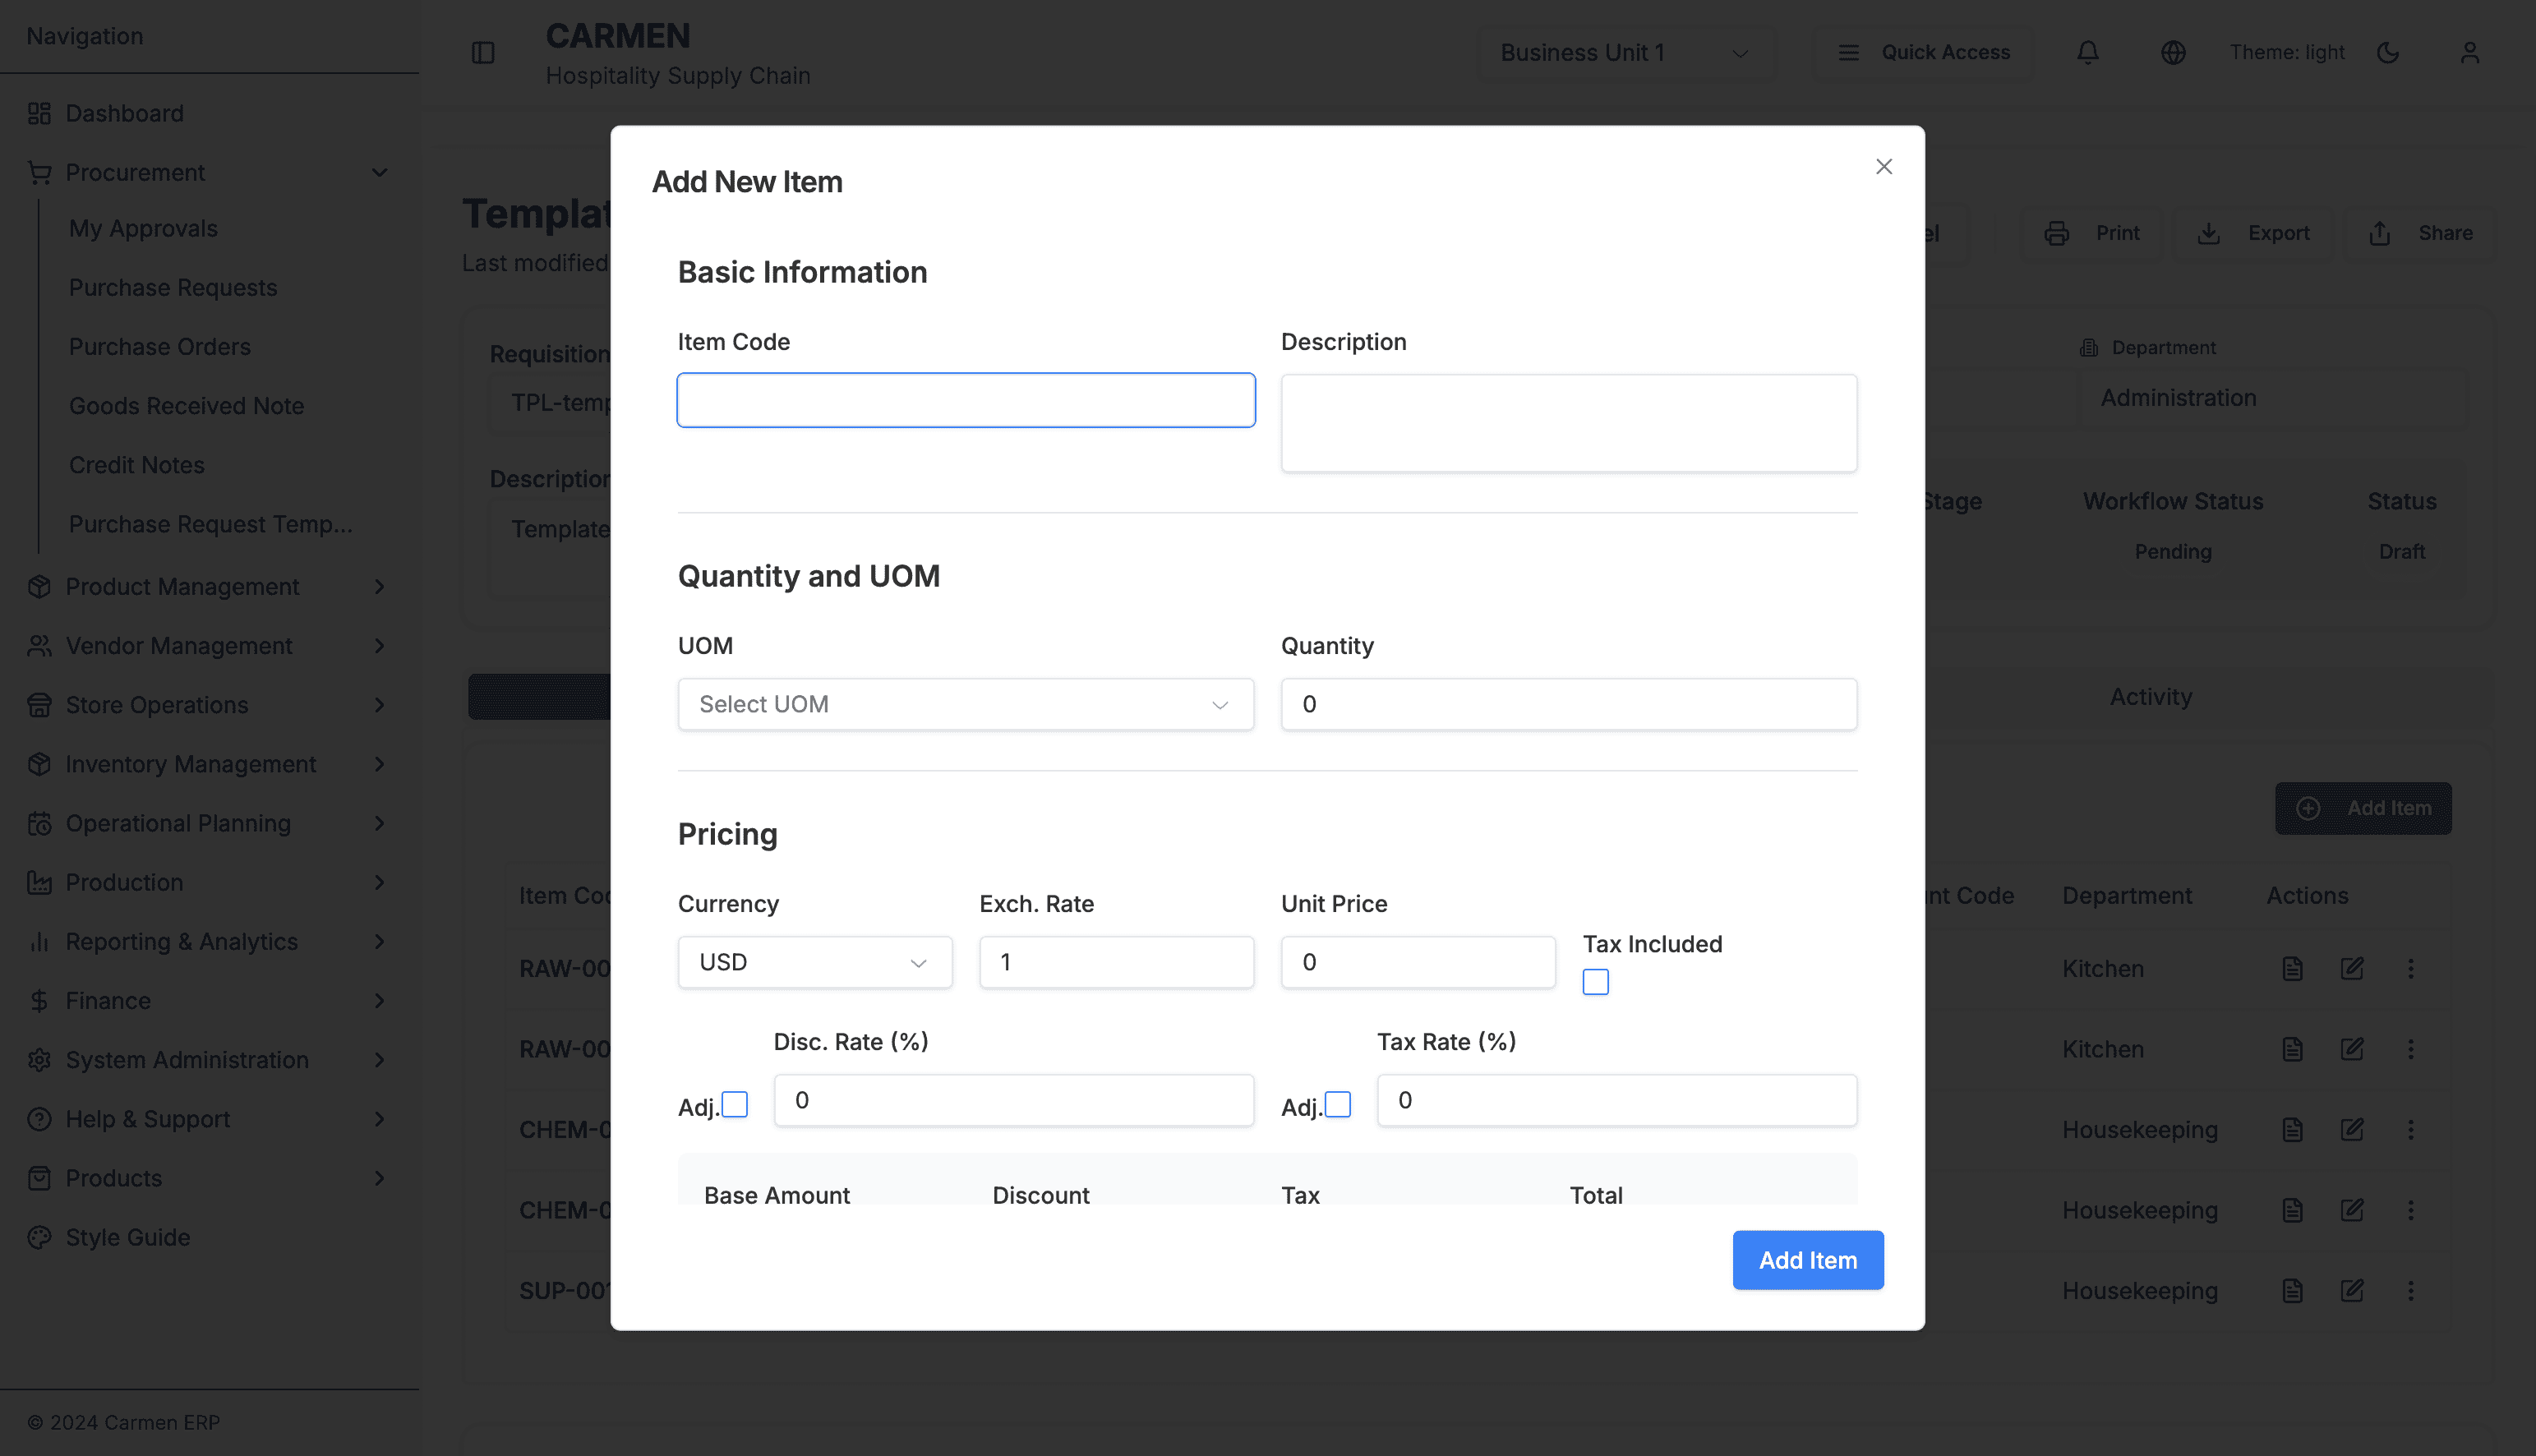 Navigation
Dashboard
Procurement
My Approvals
Purchase Requests
Purchase Orders
Goods Received Note
Credit Notes
Purchase Request Temp...
Product Management
Vendor Management
Store Operations
Inventory Management
Operational Planning
Production
Reporting & Analytics
Finance
System Administration
Help & Support
Products
Style Guide
© 2024 Carmen ERP
CARMEN
Hospitality Supply Chain
Business Unit 1
Quick Access
Theme: light
Last modified
Print
Export
Share
Requisition
Department
TPL-temp
Administration
Description
Stage
Workflow Status
Status
Template
Pending
Draft
Activity
Add Item
Item Cod
nt Code
Department
Actions
RAW-00
Kitchen
RAW-00
Kitchen
CHEM-0
Housekeeping
CHEM-0
Housekeeping
SUP-001
Housekeeping
Add New Item
Basic Information
Item Code
Description
Quantity and UOM
UOM
Quantity
Select UOM
0
Pricing
Currency
Exch. Rate
Unit Price
Tax Included
USD
1
0
Disc. Rate (%)
Tax Rate (%)
Adj.
0
Adj.
0
Base Amount
Discount
Tax
Total
Add Item